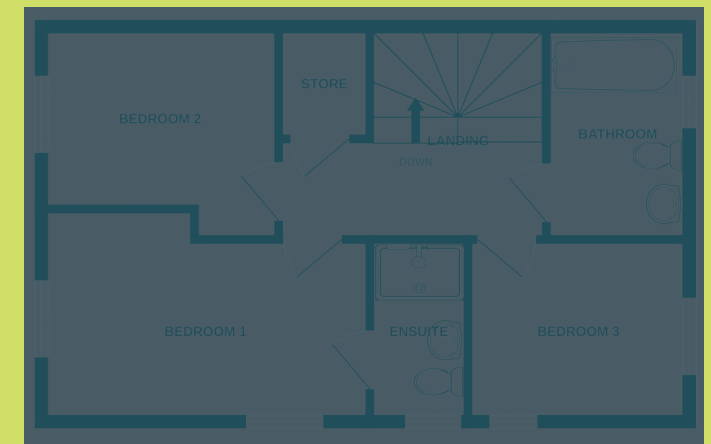 STORE
BEDROOM 2
BATHROOM
LANDING
DOWN
BEDROOM 1
ENSUITE
BEDROOM 3